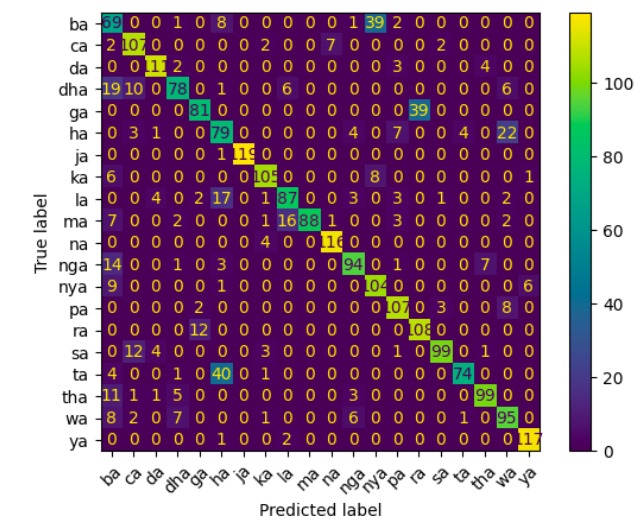 ba 69 0 0 1 0 8 0 0 0 0 0 1 39 2 0 0 0 0 0 0
ca 2 107 0 0 0 0 0 2 0 0 7 0 0 0 0 2 0 0 0 0
da 0 0 111 2 0 0 0 0 0 0 0 0 0 3 0 0 0 4 0 0
dha 19 10 0 78 0 1 0 0 6 0 0 0 0 0 0 0 0 0 6 0
ga 0 0 0 0 81 0 0 0 0 0 0 0 0 0 39 0 0 0 0 0
ha 0 3 1 0 0 79 0 0 0 0 0 4 0 7 0 0 4 0 22 0
ja 0 0 0 0 0 1 119 0 0 0 0 0 0 0 0 0 0 0 0 0
ka 6 0 0 0 0 0 0 105 0 0 0 0 8 0 0 0 0 0 0 1
la 0 0 4 0 2 17 0 1 87 0 0 3 0 3 0 1 0 0 2 0
ma 7 0 0 2 0 0 0 1 16 88 1 0 0 3 0 0 0 0 2 0
na 0 0 0 0 0 0 0 4 0 0 116 0 0 0 0 0 0 0 0 0
nga 14 0 0 1 0 3 0 0 0 0 0 94 0 1 0 0 0 7 0 0
nya 9 0 0 0 0 1 0 0 0 0 0 0 104 0 0 0 0 0 0 6
pa 0 0 0 0 2 0 0 0 0 0 0 0 0 107 0 3 0 0 8 0
ra 0 0 0 0 12 0 0 0 0 0 0 0 0 0 108 0 0 0 0 0
sa 0 12 4 0 0 0 0 3 0 0 0 0 0 1 0 99 0 1 0 0
ta 4 0 0 1 0 40 0 1 0 0 0 0 0 0 0 0 74 0 0 0
tha 11 1 1 5 0 0 0 0 0 0 0 3 0 0 0 0 0 99 0 0
wa 8 2 0 7 0 0 0 1 0 0 0 6 0 0 0 0 1 0 95 0
ya 0 0 0 0 0 1 0 0 2 0 0 0 0 0 0 0 0 0 0 117
ba ca da dha ga ha ja ka la ma na nga nya pa ra sa ta tha wa ya
Predicted label
True label
100
80
60
40
20
0